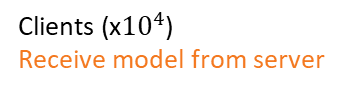 Clients (x10⁴)
Receive model from server